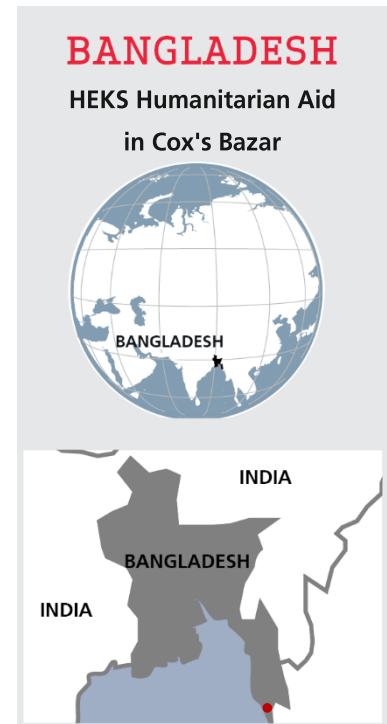 BANGLADESH
HEKS Humanitarian Aid
in Cox's Bazar
BANGLADESH
INDIA
BANGLADESH
INDIA